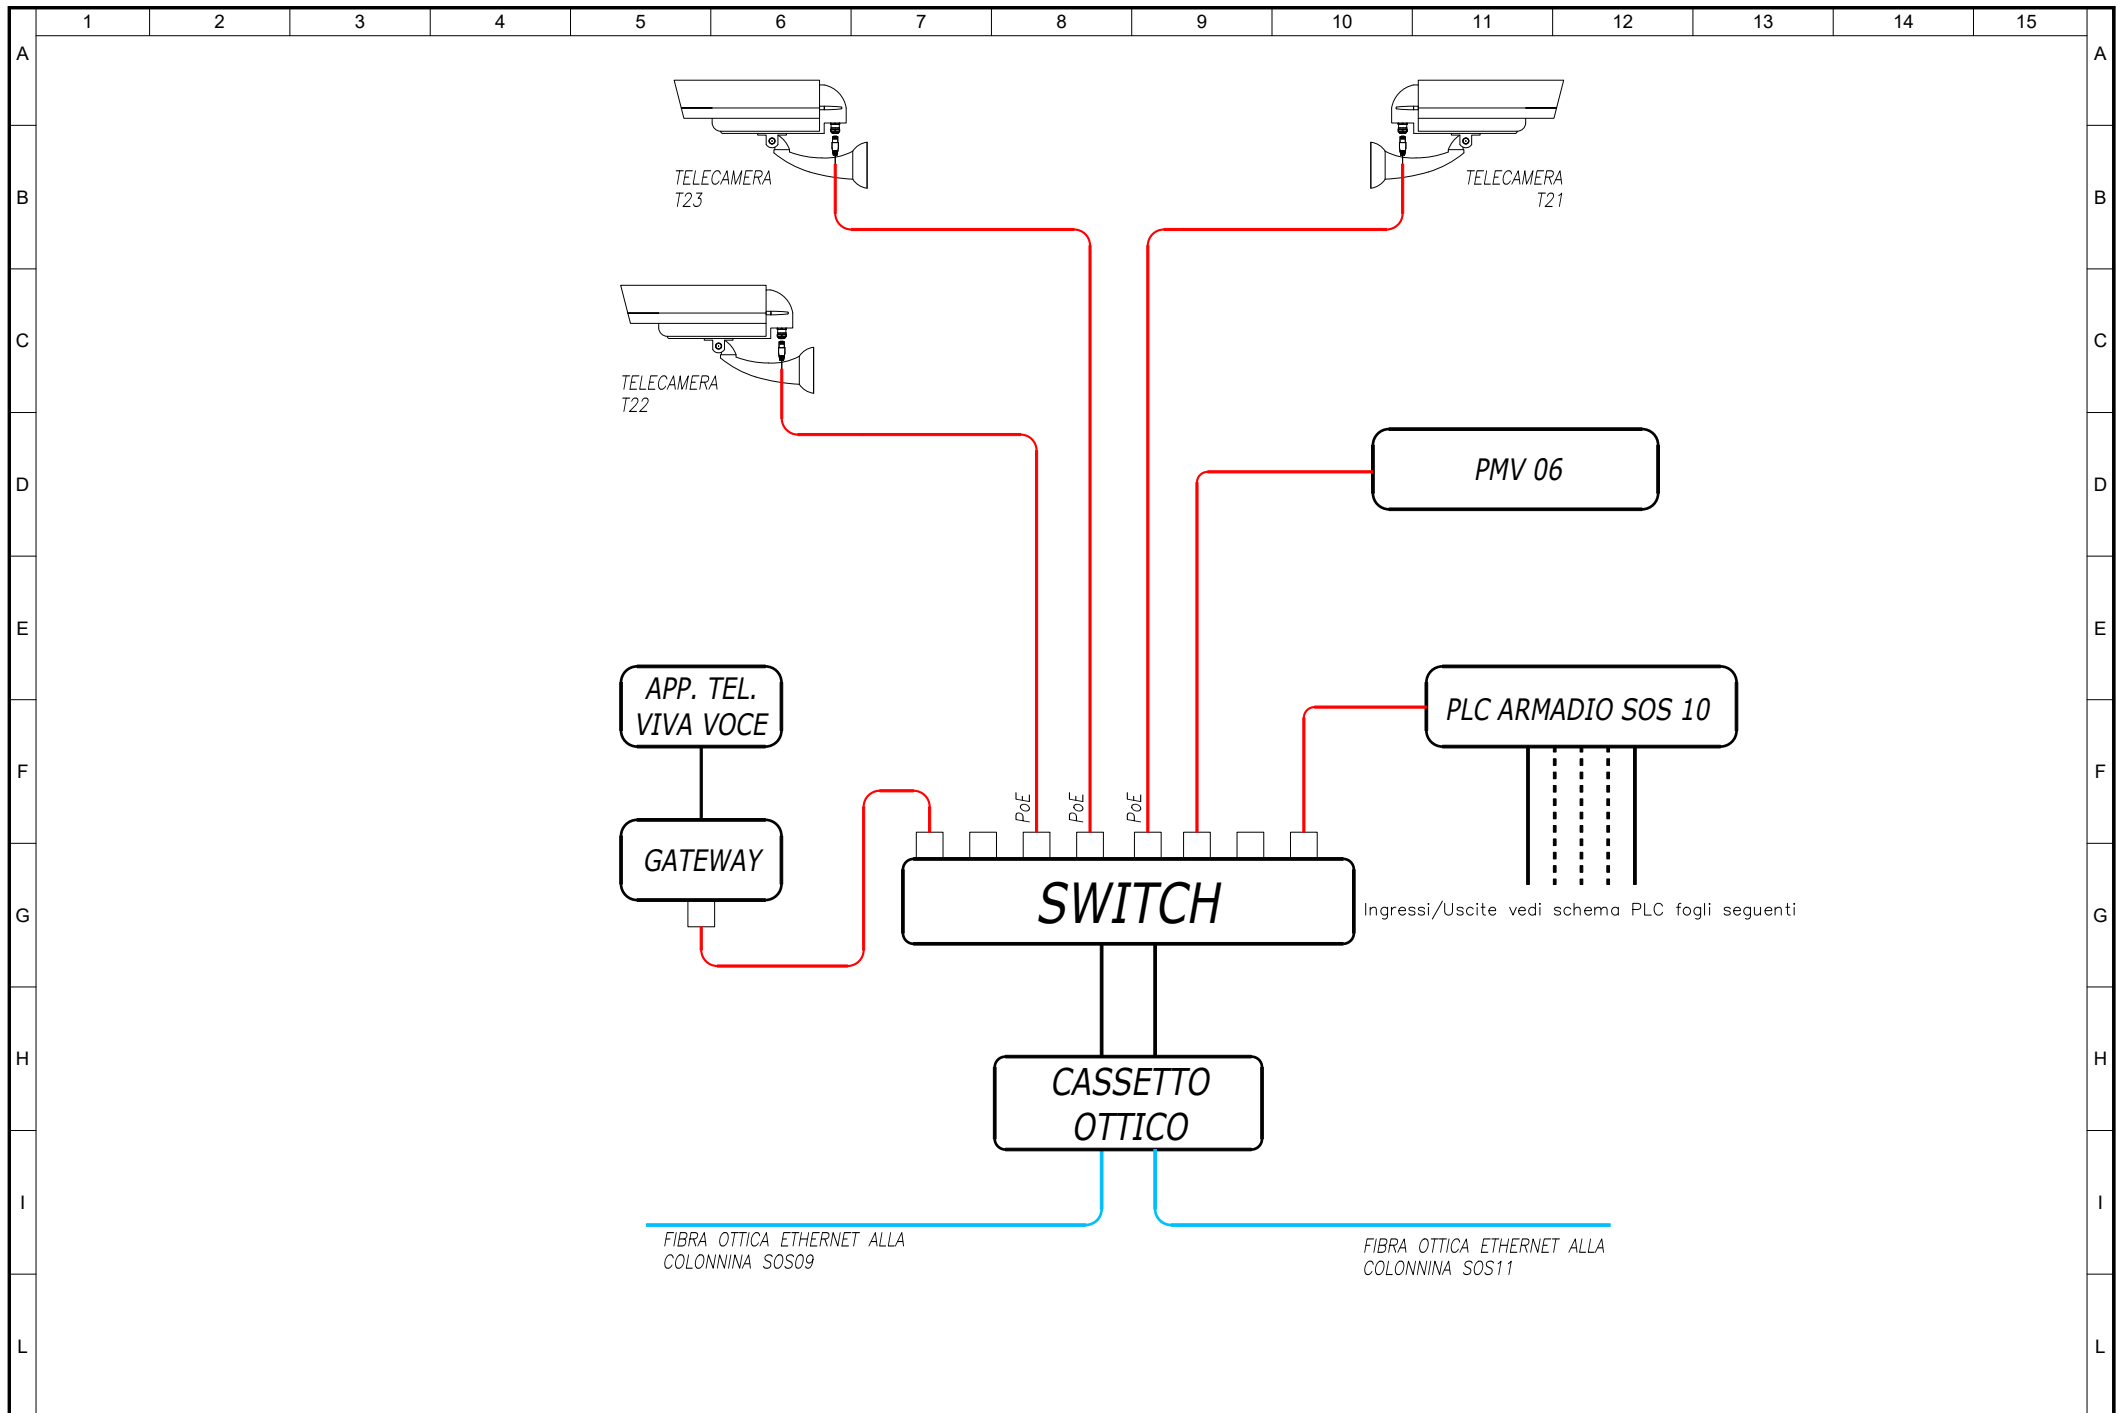 1 2 3 4 5 6 7 8 9 10 11 12 13 14 15
A A
TELECAMERA
T23
TELECAMERA
T21
B B
TELECAMERA
T22
C C
PMV 06
D D
E E
APP. TEL.
VIVA VOCE
PLC ARMADIO SOS 10
F F
PoE PoE PoE
GATEWAY
SWITCH
Ingressi/Uscite vedi schema PLC fogli seguenti
G G
H H
CASSETTO
OTTICO
I I
FIBRA OTTICA ETHERNET ALLA
COLONNINA SOS09
FIBRA OTTICA ETHERNET ALLA
COLONNINA SOS11
L L